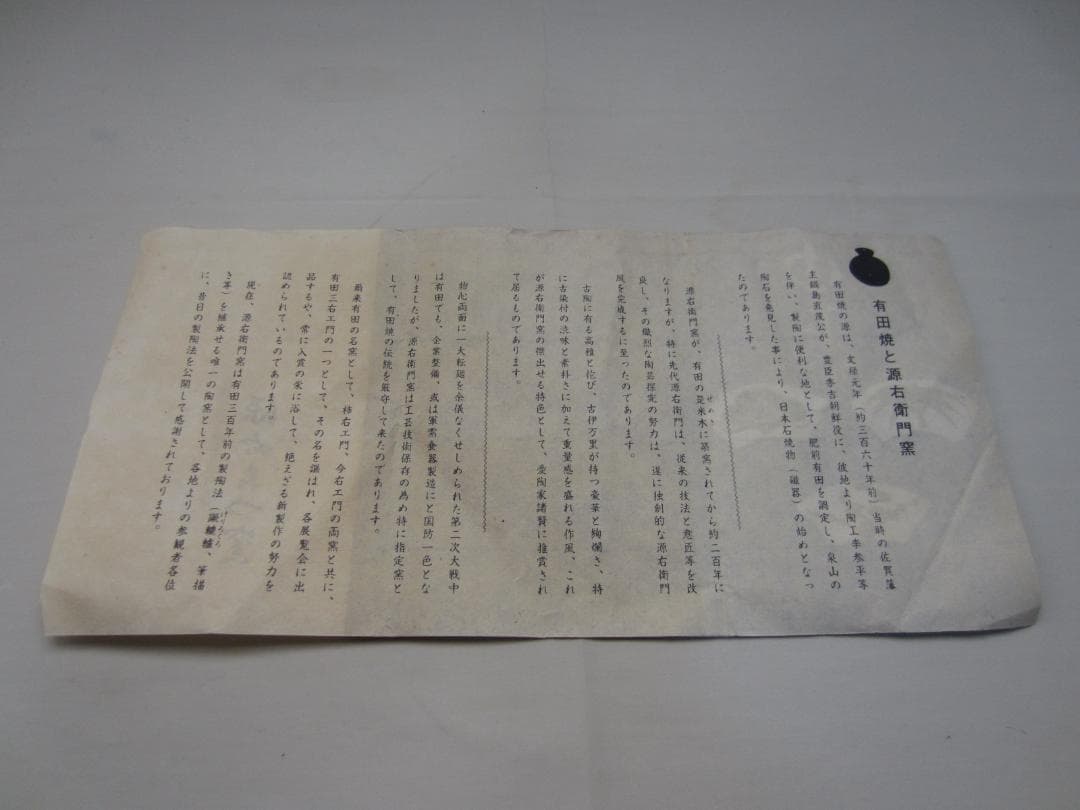 有田焼と源右衛門窯
有田焼の源は、文禄元年（約三百六十年前）当時の佐賀藩
主鍋島直茂公が、豊臣秀吉朝鮮役に、彼地より陶工李参平等
を伴い、製陶に便利な地として、肥前有田を調定し、泉山の
陶石を発見した事により、日本石焼物（磁器）の始めとなっ
たのであります。
源右衛門窯が、有田の是米木に築窯されてから約二百年に
せめぎ
なりますが、特に先代源右衛門は、従来の技法と意匠等を改
良し、その熾烈な陶芸探究の努力は、遂に独創的な源右衛門
風を完成するに至ったのであります。
古陶に有る高雅と侘び、古伊万里が持つ豪華と絢爛さ、特
に古染付の渋味と素朴さに加えて重量感を盛れる作風、これ
が源右衛門窯の傑出せる特色として、愛陶家諸賢に推賞され
て居るものであります。
物心両面に一大転廻を余儀なくせしめられた第二次大戦中
は有田でも、企業整備、或は軍需食器製造にと国防一色とな
りましたが、源右衛門窯は工芸技術保存の為め特に指定窯と
して、有田焼の伝統を厳守して来たのであります。
爾来有田の名窯として、柿右エ門、今右エ門の両窯と共に、
有田三右エ門の一つとして、その名を謳はれ、各展覧会に出
品するや、常に入賞の栄に浴して、絶えざる新製作の努力を
認められているのであります。
現在、源右衛門窯は有田三百年前の製陶法（蹴轆轤、筆描
けりろくろ
き等）を継承せる唯一の陶窯として、各地よりの参観者各位
に、昔日の製陶法を公開して感謝されております。